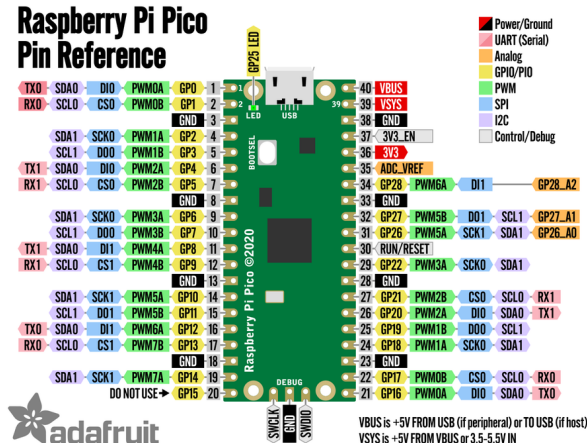 Raspberry Pi Pico
Pin Reference
GP25 LED
Power/Ground
UART (Serial)
Analog
GPIO/PIO
PWM
SPI
I2C
Control/Debug
TX0 SDA0 DI0 PWM0A GP0 1
RX0 SCL0 CS0 PWM0B GP1 2
GND 3
SDA1 SCK0 PWM1A GP2 4
SCL1 DO0 PWM1B GP3 5
TX1 SDA0 DI0 PWM2A GP4 6
RX1 SCL0 CS0 PWM2B GP5 7
GND 8
SDA1 SCK0 PWM3A GP6 9
SCL1 DO0 PWM3B GP7 10
TX1 SDA0 DI1 PWM4A GP8 11
RX1 SCL0 CS1 PWM4B GP9 12
GND 13
SDA1 SCK1 PWM5A GP10 14
SCL1 DO1 PWM5B GP11 15
TX0 SDA0 DI1 PWM6A GP12 16
RX0 SCL0 CS1 PWM7B GP13 17
GND 18
SDA1 SCK1 PWM7A GP14 19
DO NOT USE GP15 20
1
2
39
LED
USB
BOOTSEL
Raspberry Pi Pico ©2020
DEBUG
SWCLK
GND
SWDIO
40 VBUS
39 VSYS
38 GND
37 3V3_EN
36 3V3
35 ADC_VREF
34 GP28 PWM6A DI1 GP28_A2
33 GND
32 GP27 PWM5B DO1 SCL1 GP27_A1
31 GP26 PWM5A SCK1 SDA1 GP26_A0
30 RUN/RESET
29 GP22 PWM3A SCK0 SDA1
28 GND
27 GP21 PWM2B CS0 SCL0 RX1
26 GP20 PWM2A DI0 SDA0 TX1
25 GP19 PWM1B DO0 SCL1
24 GP18 PWM1A SCK0 SDA1
23 GND
22 GP17 PWM0B CS0 SCL0 RX0
21 GP16 PWM0A DI0 SDA0 TX0
adafruit
VBUS is +5V FROM USB (if peripheral) or TO USB (if host)
VSYS is +5V FROM VBUS or 3.5-5.5V IN